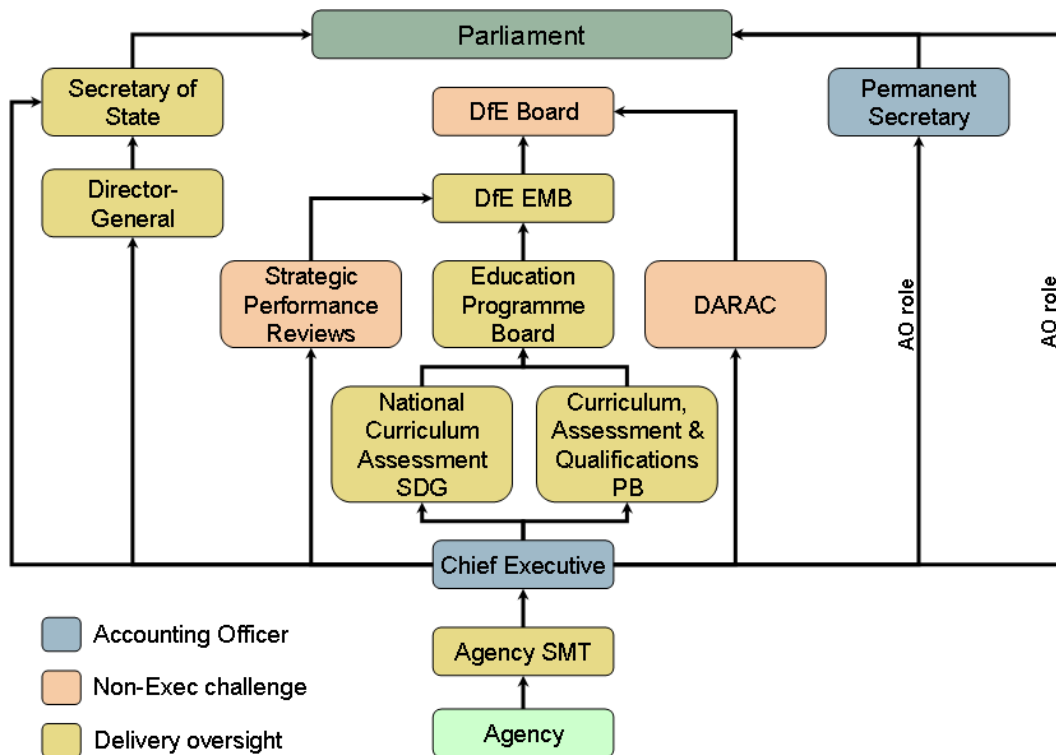 Parliament
Secretary of
State
DfE Board
Permanent
Secretary
Director-
General
DfE EMB
Strategic
Performance
Reviews
Education
Programme
Board
DARAC
AO role
AO role
National
Curriculum
Assessment
SDG
Curriculum,
Assessment &
Qualifications
PB
Chief Executive
Accounting Officer
Agency SMT
Non-Exec challenge
Agency
Delivery oversight